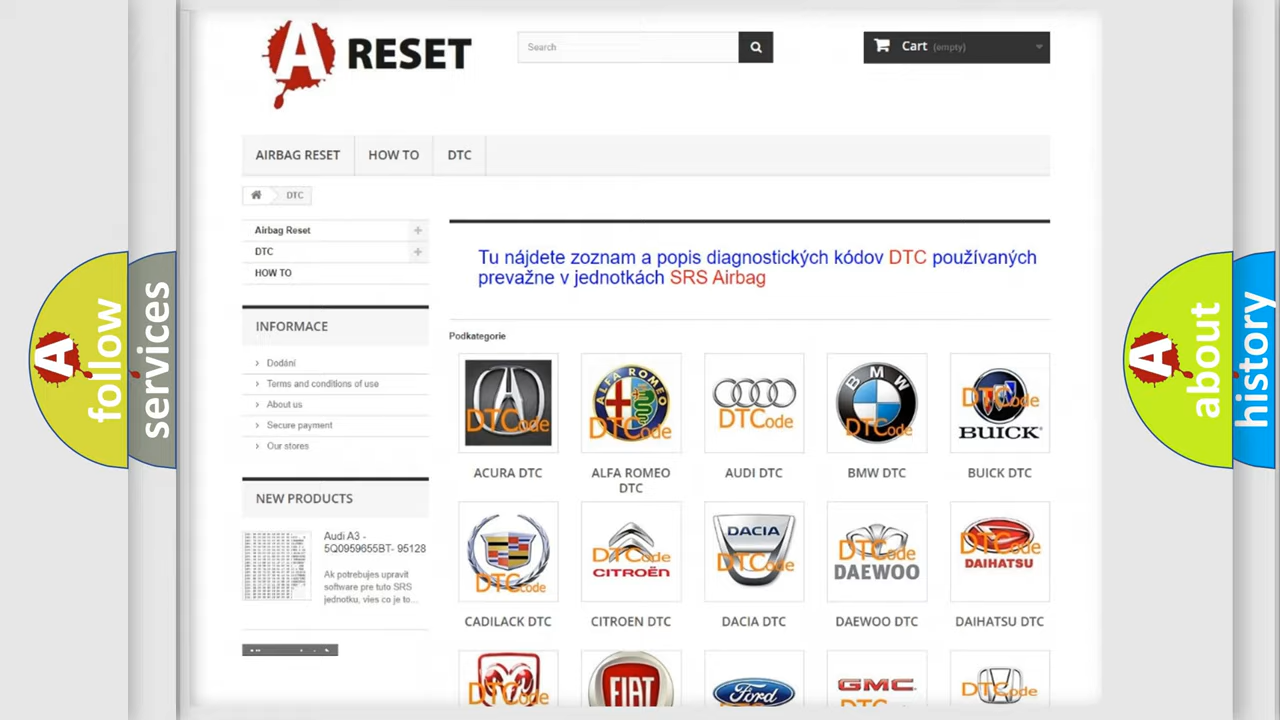 A RESET
Search
Cart (empty)
AIRBAG RESET
HOW TO
DTC
DTC
Airbag Reset
DTC
HOW TO
INFORMACE
Dodání
Terms and conditions of use
About us
Secure payment
Our stores
NEW PRODUCTS
Audi A3 -
5Q0959655BT- 95128
Ak potrebujes upravit
software pre tuto SRS
jednotku, vies co je to...
Tu nájdete zoznam a popis diagnostických kódov DTC používaných
prevažne v jednotkách SRS Airbag
Podkategorie
DTCode
ALFA ROMEO
DTCode
DTCode
BMW
DTCode
DTCode
BUICK
ACURA DTC
ALFA ROMEO
DTC
AUDI DTC
BMW DTC
BUICK DTC
DTCode
DTCode
CITROËN
DACIA
DTCode
DTCode
DAEWOO
DTCode
DAIHATSU
CADILACK DTC
CITROEN DTC
DACIA DTC
DAEWOO DTC
DAIHATSU DTC
DTCode
FIAT
Ford
GMC
DTCode
A
follow
services
A
about
history